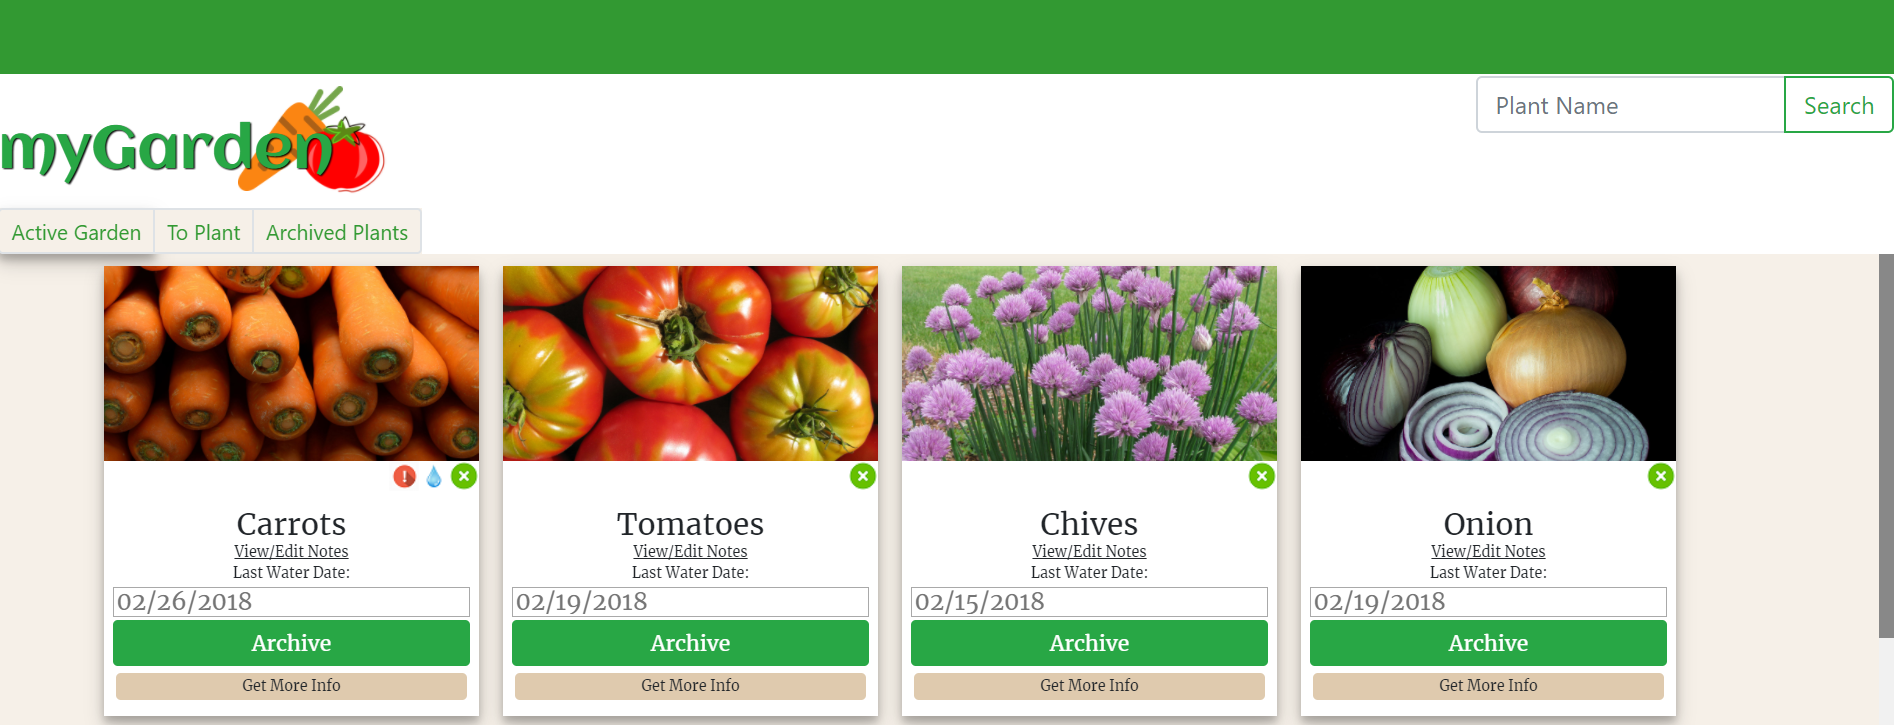 myGarden
Plant Name
Search
Active Garden
To Plant
Archived Plants
Carrots
View/Edit Notes
Last Water Date:
02/26/2018
Archive
Get More Info
Tomatoes
View/Edit Notes
Last Water Date:
02/19/2018
Archive
Get More Info
Chives
View/Edit Notes
Last Water Date:
02/15/2018
Archive
Get More Info
Onion
View/Edit Notes
Last Water Date:
02/19/2018
Archive
Get More Info